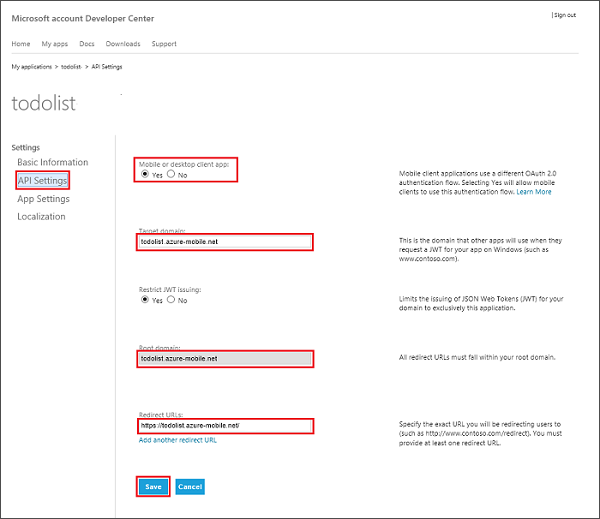 Microsoft account Developer Center
| Sign out
Home My apps Docs Downloads Support
My applications > todolist > API Settings
todolist
Settings
Basic Information
API Settings
App Settings
Localization
Mobile or desktop client app:
Yes No
Mobile client applications use a different OAuth 2.0
authentication flow. Selecting Yes will allow mobile
clients to use this authentication flow. Learn More
Target domain:
todolist.azure-mobile.net
This is the domain that other apps will use when they
request a JWT for your app on Windows (such as
www.contoso.com).
Restrict JWT issuing:
Yes No
Limits the issuing of JSON Web Tokens (JWT) for your
domain to exclusively this application.
Root domain:
todolist.azure-mobile.net
All redirect URLs must fall within your root domain.
Redirect URLs:
https://todolist.azure-mobile.net/
Add another redirect URL
Specify the exact URL you will be redirecting users to
(such as http://www.contoso.com/redirect). You must
provide at least one redirect URL.
Save Cancel